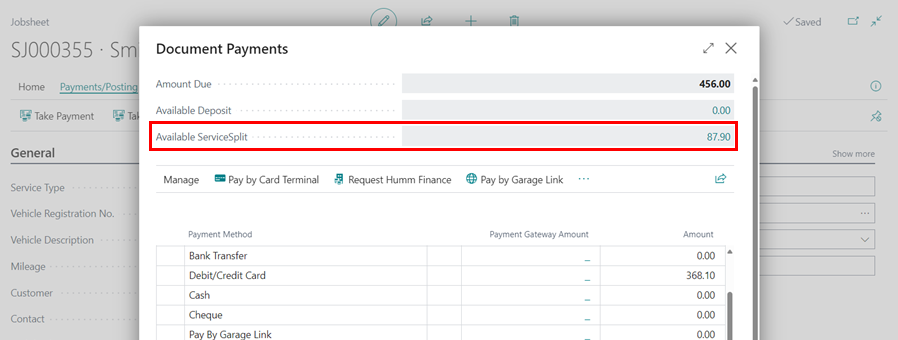 Jobsheet
Saved
SJ000355 · Sm
Document Payments
Home Payments/Posting
Amount Due 456.00
Available Deposit 0.00
Take Payment
Available ServiceSplit 87.90
General
Show more
Manage Pay by Card Terminal Request Humm Finance Pay by Garage Link ...
Service Type
Vehicle Registration No.
Payment Method Payment Gateway Amount Amount
Vehicle Description
Bank Transfer _ 0.00
Mileage
Debit/Credit Card _ 368.10
Customer
Cash _ 0.00
Contact
Cheque _ 0.00
Pay By Garage Link _ 0.00